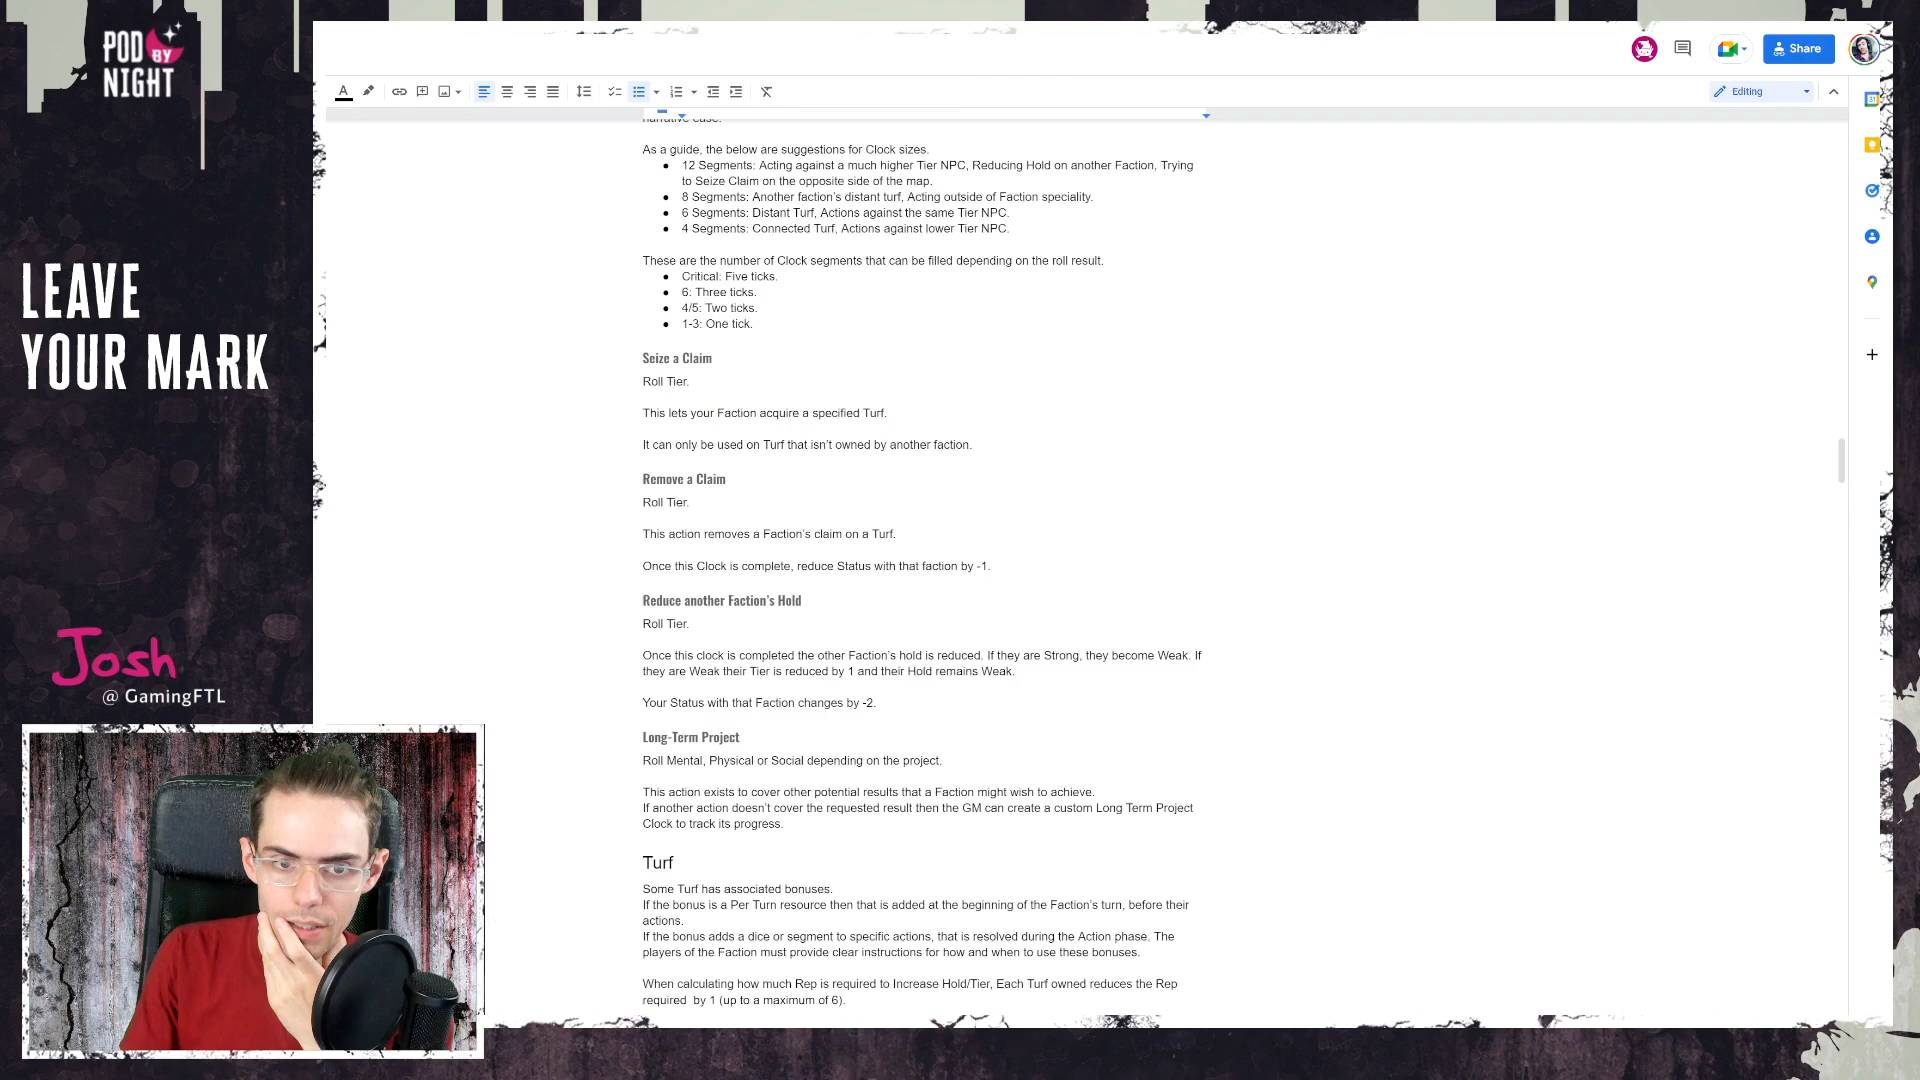 POD
BY
NIGHT
Share
Editing
31
LEAVE
YOUR MARK
Josh
@ GamingFTL
narrative ease.
As a guide, the below are suggestions for Clock sizes.
● 12 Segments: Acting against a much higher Tier NPC, Reducing Hold on another Faction, Trying
to Seize Claim on the opposite side of the map.
● 8 Segments: Another faction’s distant turf, Acting outside of Faction speciality.
● 6 Segments: Distant Turf, Actions against the same Tier NPC.
● 4 Segments: Connected Turf, Actions against lower Tier NPC.
These are the number of Clock segments that can be filled depending on the roll result.
● Critical: Five ticks.
● 6: Three ticks.
● 4/5: Two ticks.
● 1-3: One tick.
Seize a Claim
Roll Tier.
This lets your Faction acquire a specified Turf.
It can only be used on Turf that isn’t owned by another faction.
Remove a Claim
Roll Tier.
This action removes a Faction’s claim on a Turf.
Once this Clock is complete, reduce Status with that faction by -1.
Reduce another Faction’s Hold
Roll Tier.
Once this clock is completed the other Faction’s hold is reduced. If they are Strong, they become Weak. If
they are Weak their Tier is reduced by 1 and their Hold remains Weak.
Your Status with that Faction changes by -2.
Long-Term Project
Roll Mental, Physical or Social depending on the project.
This action exists to cover other potential results that a Faction might wish to achieve.
If another action doesn’t cover the requested result then the GM can create a custom Long Term Project
Clock to track its progress.
Turf
Some Turf has associated bonuses.
If the bonus is a Per Turn resource then that is added at the beginning of the Faction’s turn, before their
actions.
If the bonus adds a dice or segment to specific actions, that is resolved during the Action phase. The
players of the Faction must provide clear instructions for how and when to use these bonuses.
When calculating how much Rep is required to Increase Hold/Tier, Each Turf owned reduces the Rep
required  by 1 (up to a maximum of 6).